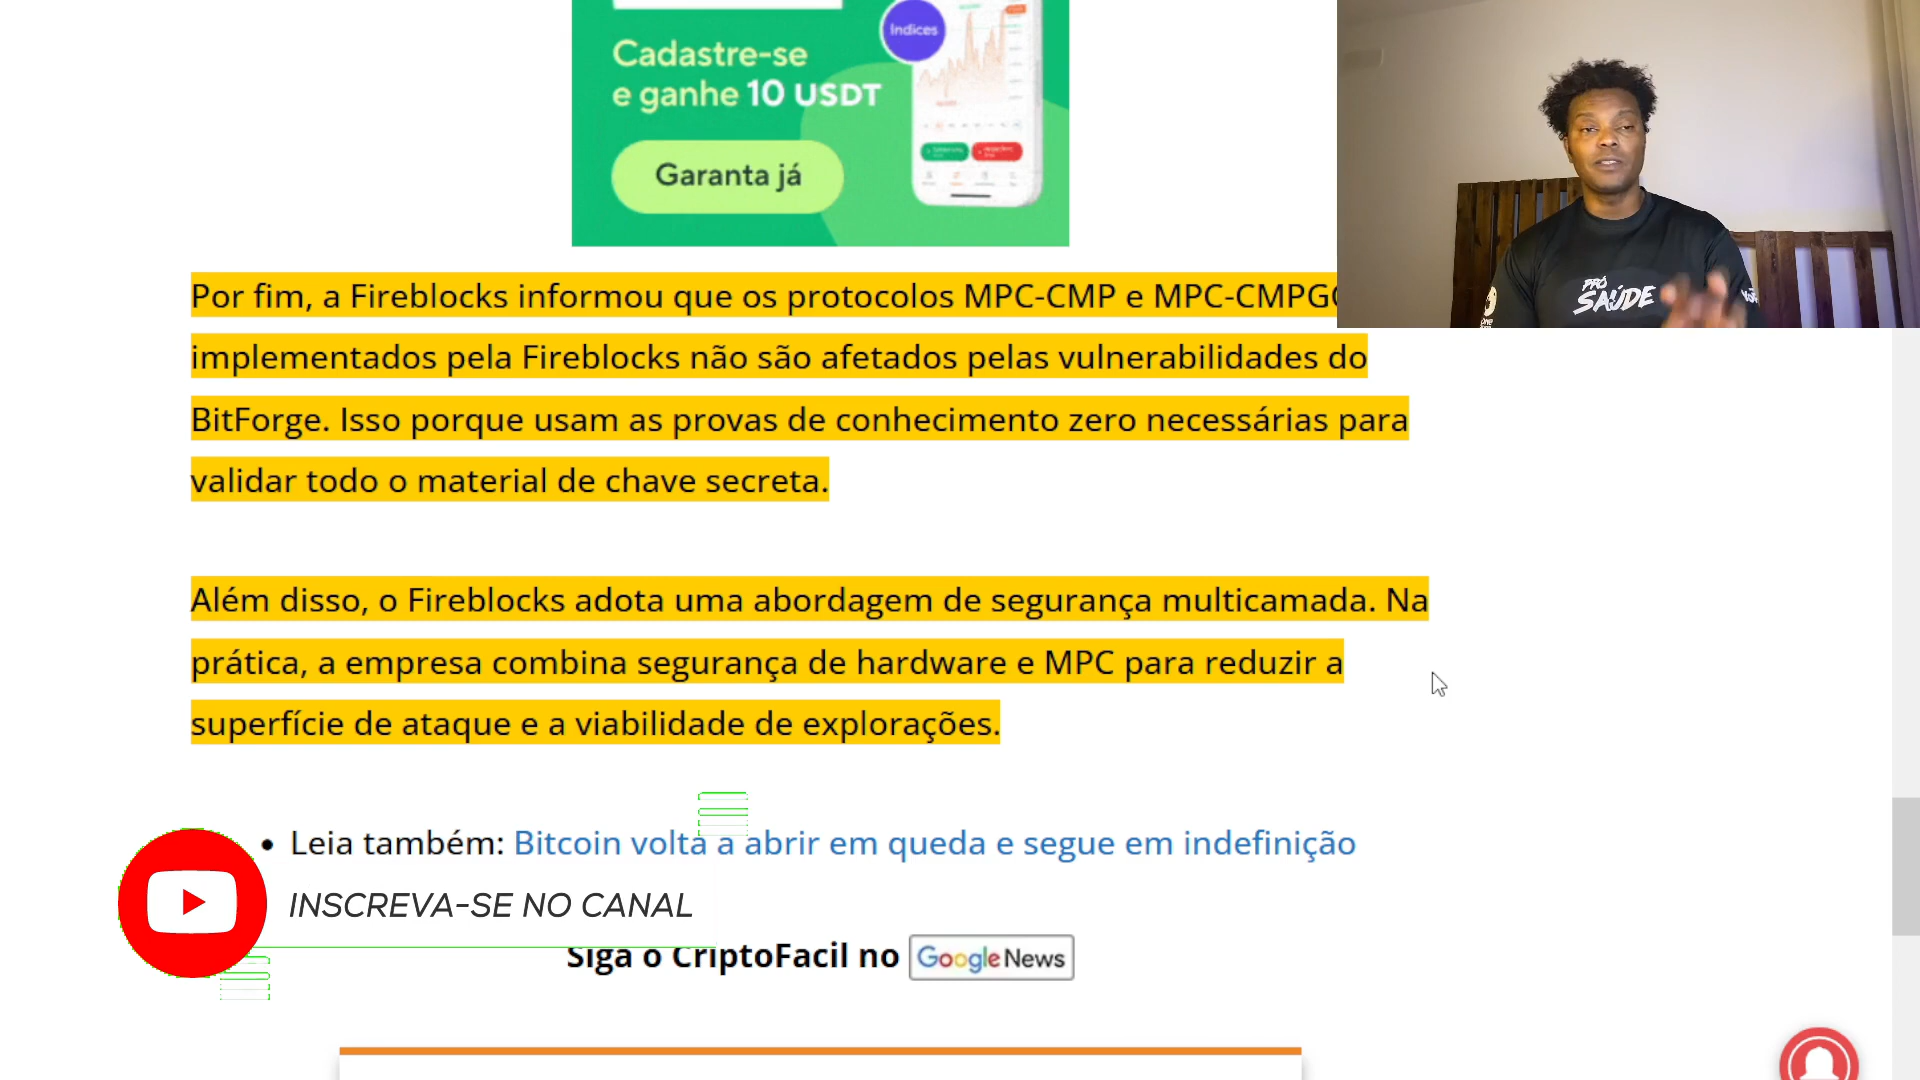 Índices
Cadastre-se
e ganhe 10 USDT
Garanta já
PRÓ
SAÚDE
Por fim, a Fireblocks informou que os protocolos MPC-CMP e MPC-CMPGG
implementados pela Fireblocks não são afetados pelas vulnerabilidades do
BitForge. Isso porque usam as provas de conhecimento zero necessárias para
validar todo o material de chave secreta.
Além disso, o Fireblocks adota uma abordagem de segurança multicamada. Na
prática, a empresa combina segurança de hardware e MPC para reduzir a
superfície de ataque e a viabilidade de explorações.
• Leia também: Bitcoin volta a abrir em queda e segue em indefinição
INSCREVA-SE NO CANAL
Siga o CriptoFacil no Google News